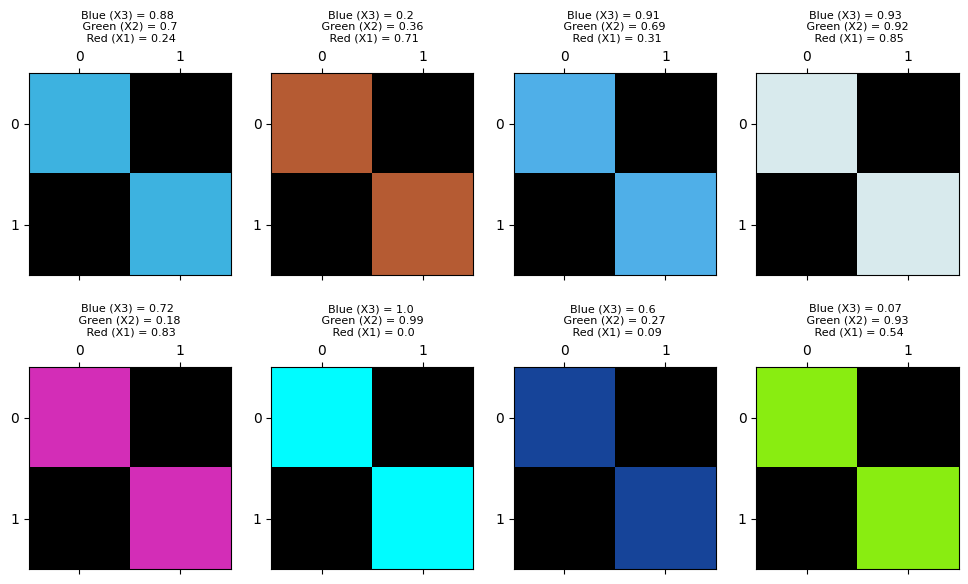 Blue (X3) = 0.88
Green (X2) = 0.7
Red (X1) = 0.24
0 1
0
1
Blue (X3) = 0.2
Green (X2) = 0.36
Red (X1) = 0.71
0 1
0
1
Blue (X3) = 0.91
Green (X2) = 0.69
Red (X1) = 0.31
0 1
0
1
Blue (X3) = 0.93
Green (X2) = 0.92
Red (X1) = 0.85
0 1
0
1
Blue (X3) = 0.72
Green (X2) = 0.18
Red (X1) = 0.83
0 1
0
1
Blue (X3) = 1.0
Green (X2) = 0.99
Red (X1) = 0.0
0 1
0
1
Blue (X3) = 0.6
Green (X2) = 0.27
Red (X1) = 0.09
0 1
0
1
Blue (X3) = 0.07
Green (X2) = 0.93
Red (X1) = 0.54
0 1
0
1